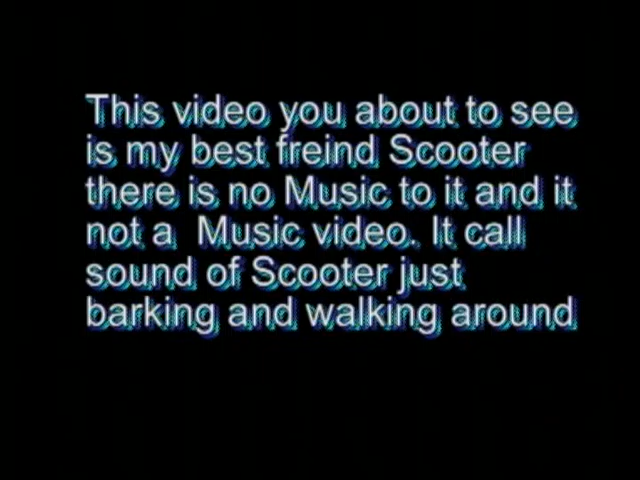 This video you about to see
is my best freind Scooter
there is no Music to it and it
not a  Music video. It call
sound of Scooter just
barking and walking around